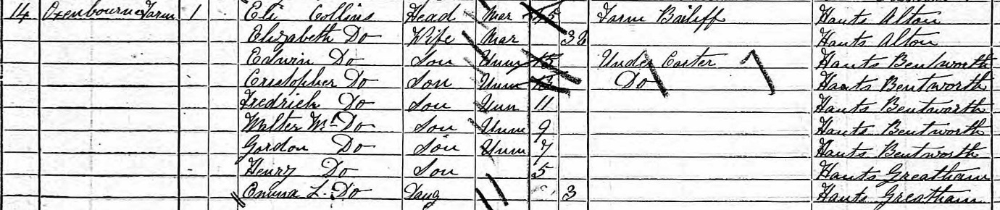 14 Oxenbourne Farm 1 Eli Collins Head Mar 45 Farm Bailiff Hants Alton
Elizabeth Do Wife Mar 38 Hants Alton
Edwin Do Son Unm 15 Under Carter Hants Bentworth
Cristopher Do Son Unm 13 Do Hants Bentworth
Fredrick Do Son Unm 11 Hants Bentworth
Walter Wm Do Son Unm 9 Hants Bentworth
Gordon Do Son Unm 7 Hants Bentworth
Henry Do Son 5 Hants Greatham
Emma L. Do Daug 3 Hants Greatham